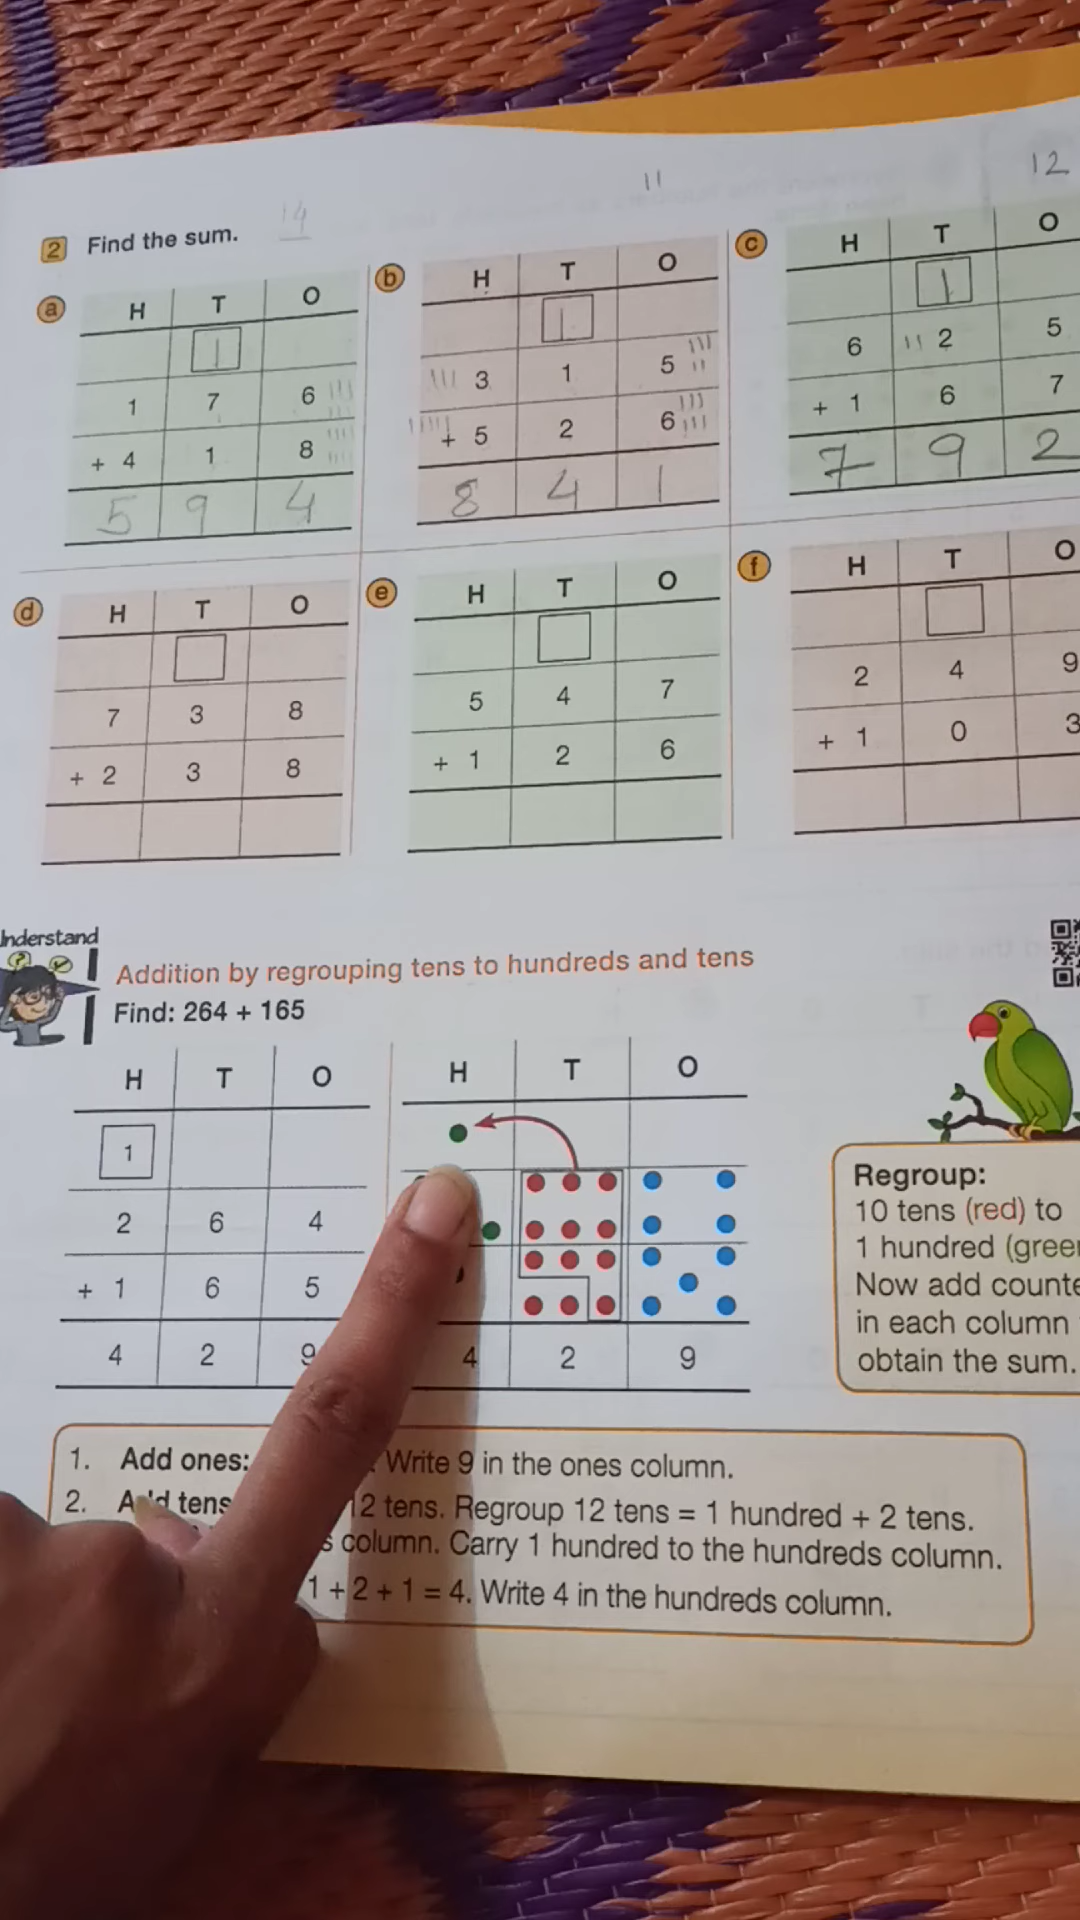 14
11
12
2 Find the sum.
a
H T O
1
1 7 6
+ 4 1 8
5 9 4
b
H T O
1
3 1 5
+ 5 2 6
8 4 1
c
H T O
1
6 2 5
+ 1 6 7
7 9 2
d
H T O
7 3 8
+ 2 3 8
e
H T O
5 4 7
+ 1 2 6
f
H T O
2 4 9
+ 1 0 3
Understand
Addition by regrouping tens to hundreds and tens
Find: 264 + 165
H T O
1
2 6 4
+ 1 6 5
4 2 9
H T O
4 2 9
Regroup:
10 tens (red) to
1 hundred
Now add
in each column
obtain the sum.
1. Add ones: Write 9 in the ones column.
2. Add tens 12 tens. Regroup 12 tens = 1 hundred + 2 tens.
column. Carry 1 hundred to the hundreds column.
1 + 2 + 1 = 4. Write 4 in the hundreds column.